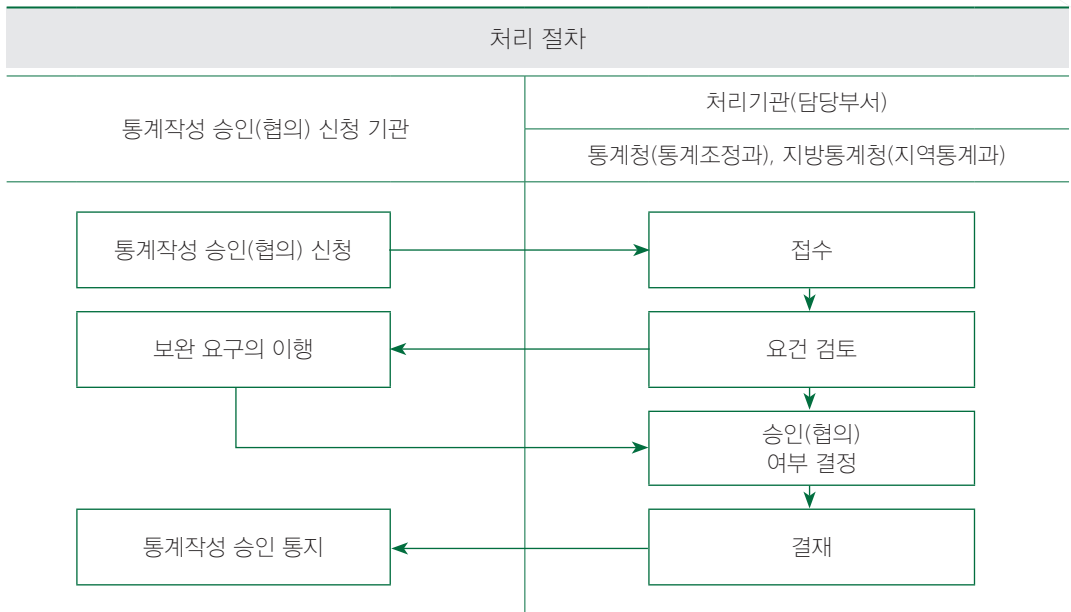 처리 절차
통계작성 승인(협의) 신청 기관
처리기관(담당부서)
통계청(통계조정과), 지방통계청(지역통계과)
통계작성 승인(협의) 신청
접수
보완 요구의 이행
요건 검토
승인(협의)
여부 결정
통계작성 승인 통지
결재